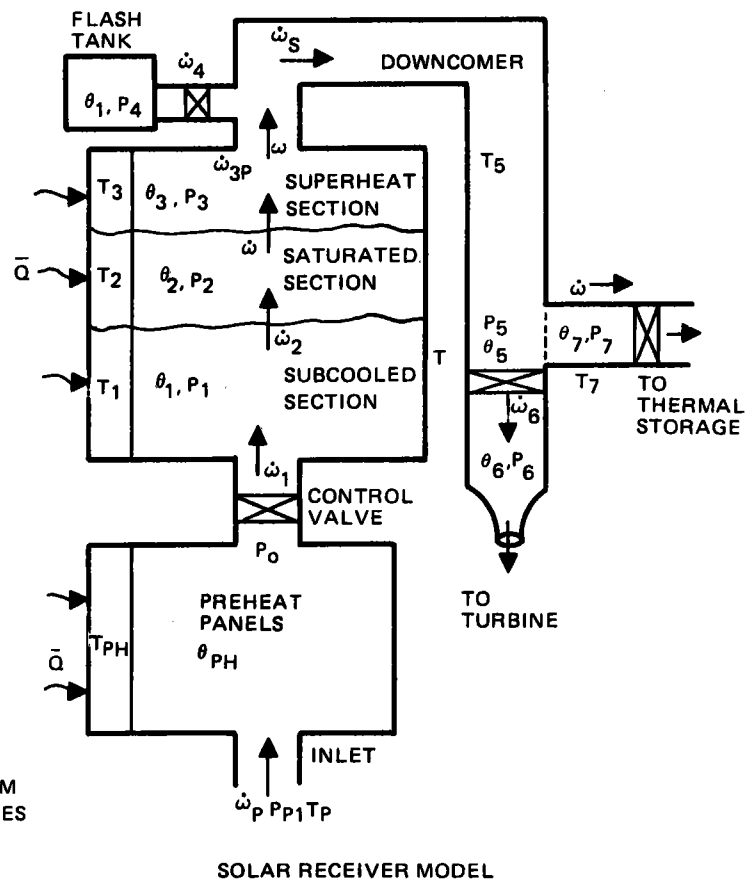 FLASH
TANK
θ1, P4
ω̇4
ω̇S
DOWNCOMER
ω̇3P
ω
T3
θ3, P3
SUPERHEAT
SECTION
T5
ω̇
Q̄
T2
θ2, P2
SATURATED
SECTION
ω̇2
T1
θ1, P1
SUBCOOLED
SECTION
T
P5
θ5
ω̇
θ7, P7
T7
TO
THERMAL
STORAGE
ω̇6
θ6, P6
ω̇1
CONTROL
VALVE
P0
TO
TURBINE
PREHEAT
PANELS
TPH
θPH
Q̄
INLET
ω̇P PP1 TP
M
ES
SOLAR RECEIVER MODEL